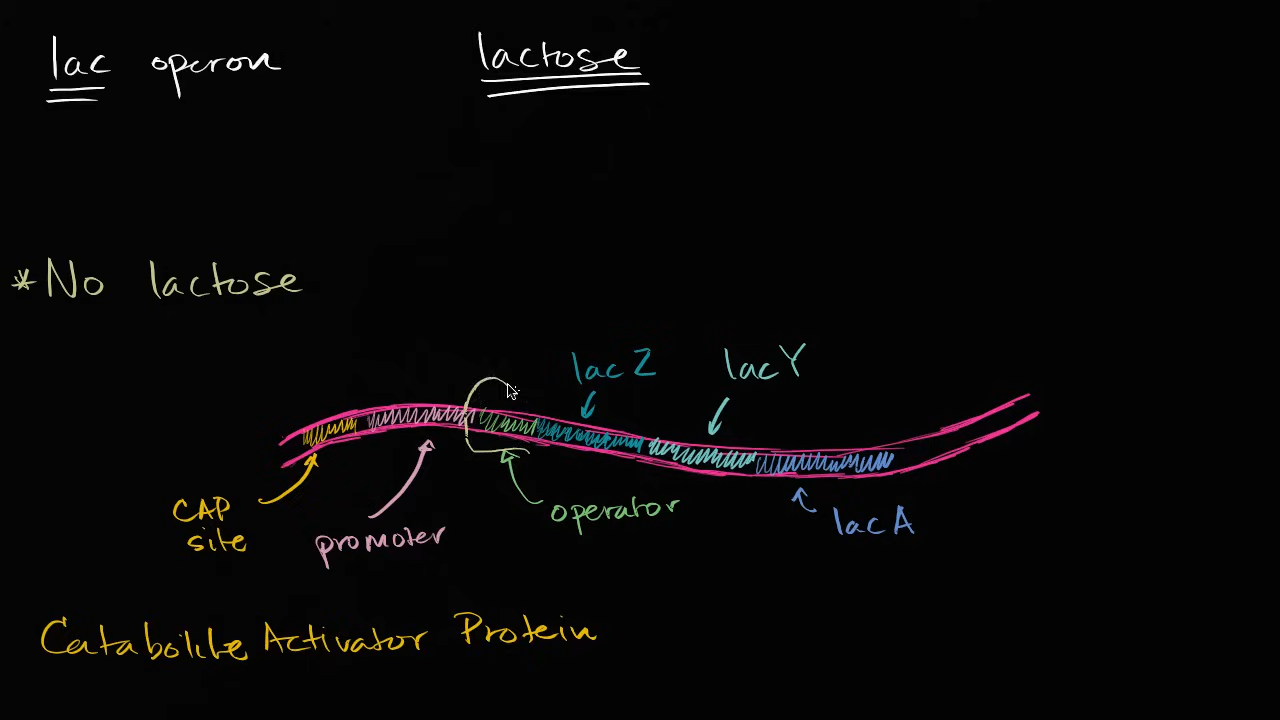 lac operon
lactose
*No lactose
lac Z
lac Y
CAP
site
promoter
operator
lac A
Catabolite Activator Protein